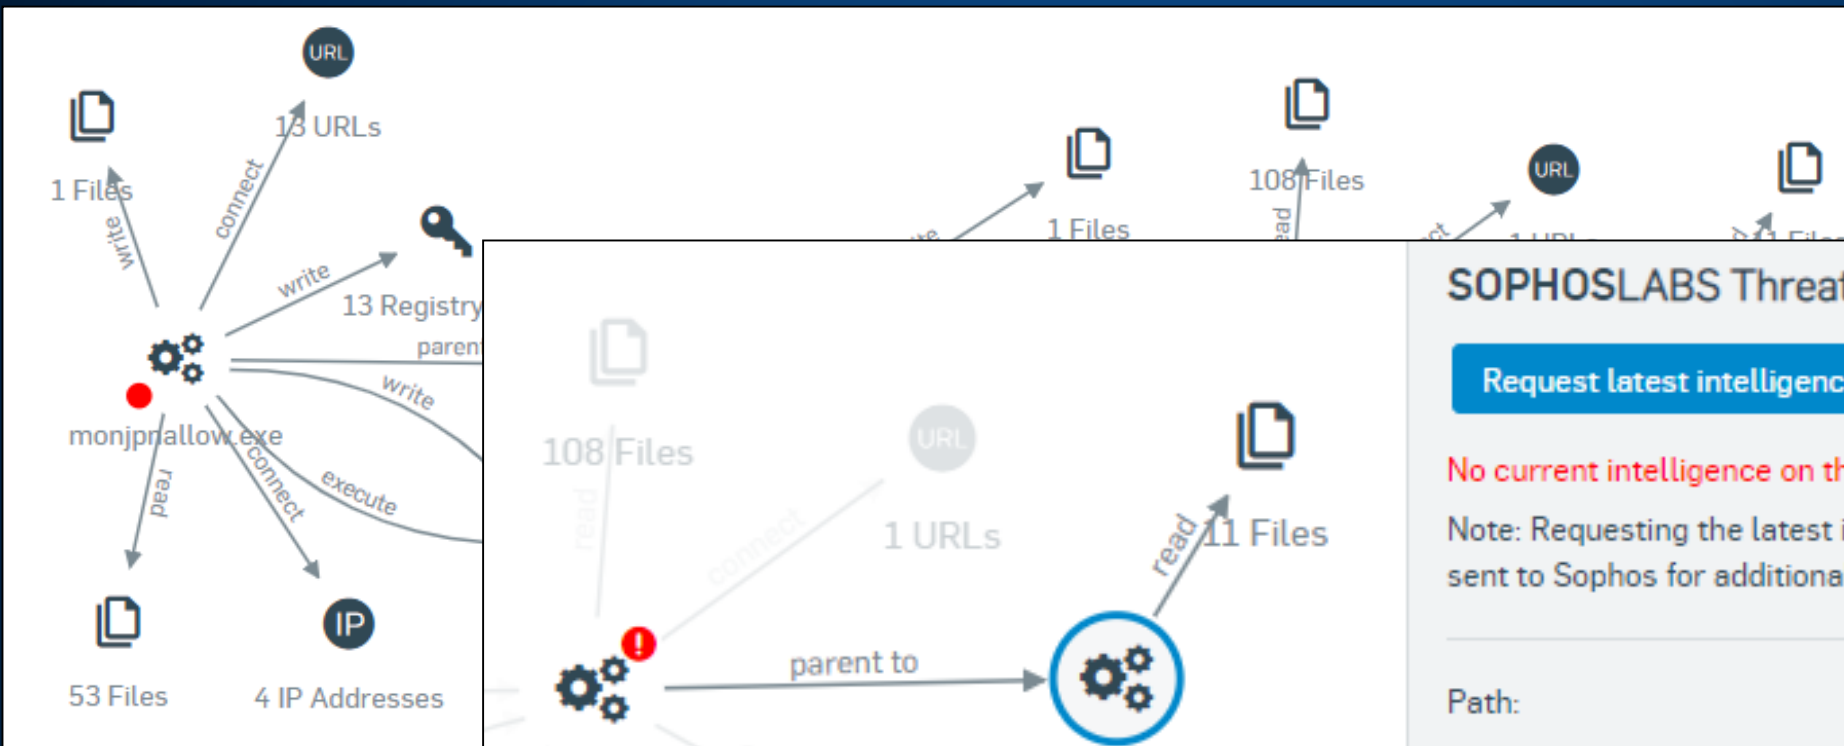 URL
13 URLs
1 Files
write
connect
write
13 Registry
parent
write
monjpnallow.exe
read
connect
execute
53 Files
IP
4 IP Addresses
1 Files
108 Files
URL
1 URLs
108 Files
read
URL
1 URLs
connect
11 Files
read
parent to
SOPHOSLABS Threat
Request latest intelligenc
No current intelligence on th
Note: Requesting the latest i
sent to Sophos for additiona
Path: